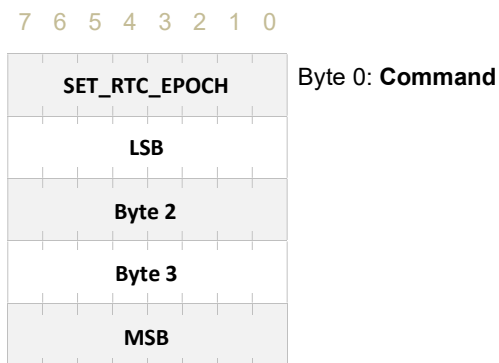 7 6 5 4 3 2 1 0
SET_RTC_EPOCH Byte 0: Command
LSB
Byte 2
Byte 3
MSB